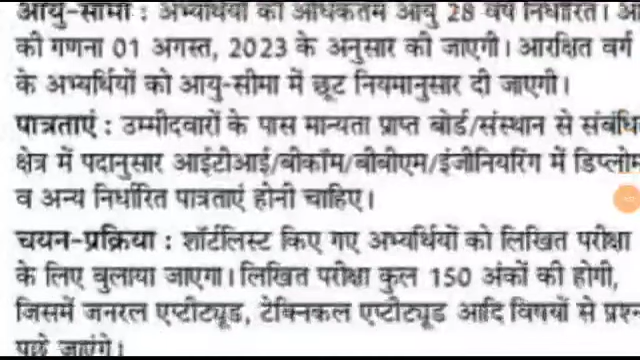 आयु-सीमा : अभ्यर्थियों की अधिकतम आयु 28 वर्ष निर्धारित। आ
की गणना 01 अगस्त, 2023 के अनुसार की जाएगी। आरक्षित वर्ग
के अभ्यर्थियों को आयु-सीमा में छूट नियमानुसार दी जाएगी।
पात्रताएं : उम्मीदवारों के पास मान्यता प्राप्त बोर्ड/संस्थान से संबंधि
क्षेत्र में पदानुसार आईटीआई/बीकॉम/बीबीएम/इंजीनियरिंग में डिप्लोम
व अन्य निर्धारित पात्रताएं होनी चाहिए।
चयन-प्रक्रिया : शॉर्टलिस्ट किए गए अभ्यर्थियों को लिखित परीक्षा
के लिए बुलाया जाएगा। लिखित परीक्षा कुल 150 अंकों की होगी,
जिसमें जनरल एप्टीट्यूड, टेक्निकल एप्टीट्यूड आदि विषयों से प्रश्न
पूछे जाएंगे।